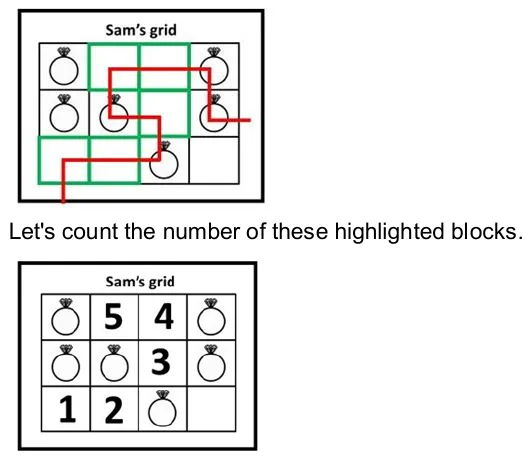 Sam's grid
Let's count the number of these highlighted blocks.
Sam's grid
5 4
3
1 2